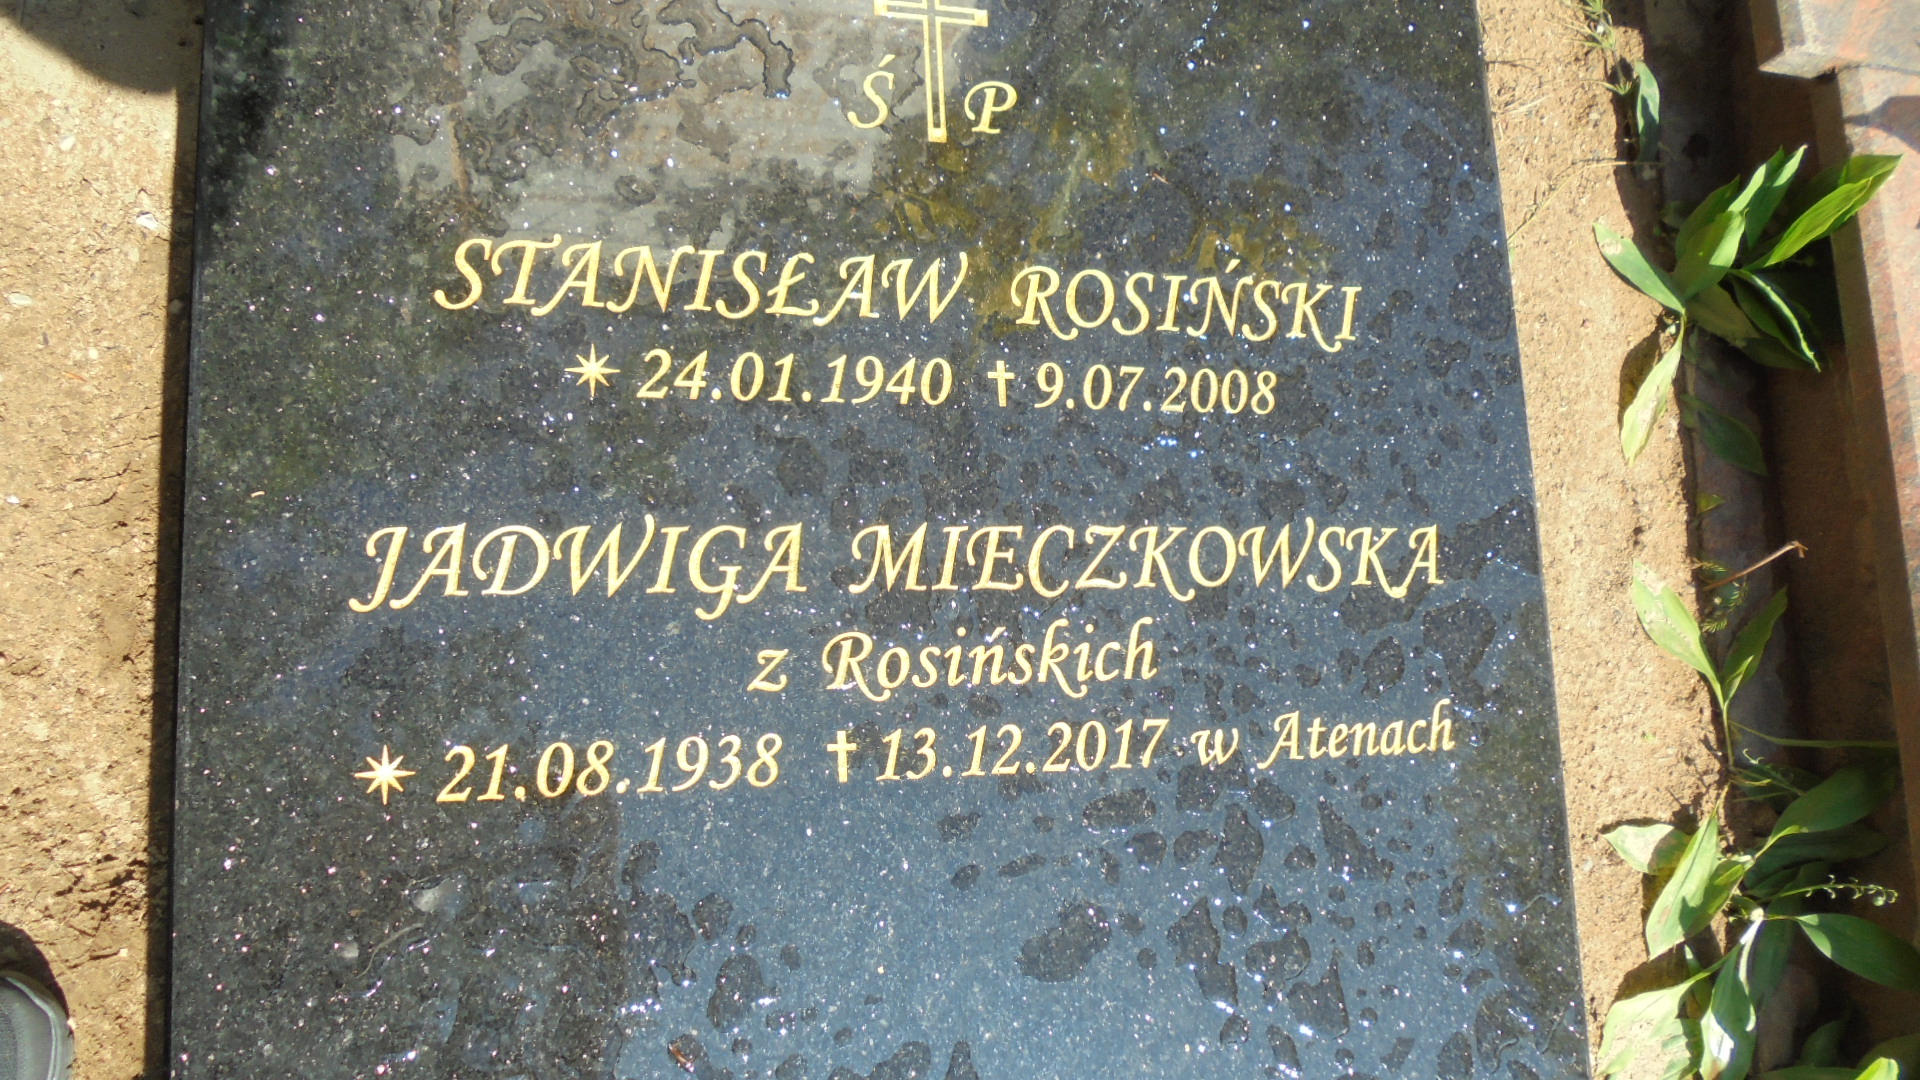 Ś P
STANISŁAW ROSIŃSKI
✴ 24.01.1940 ✝ 9.07.2008
JADWIGA MIECZKOWSKA
z Rosińskich
✴ 21.08.1938 ✝ 13.12.2017 w Atenach